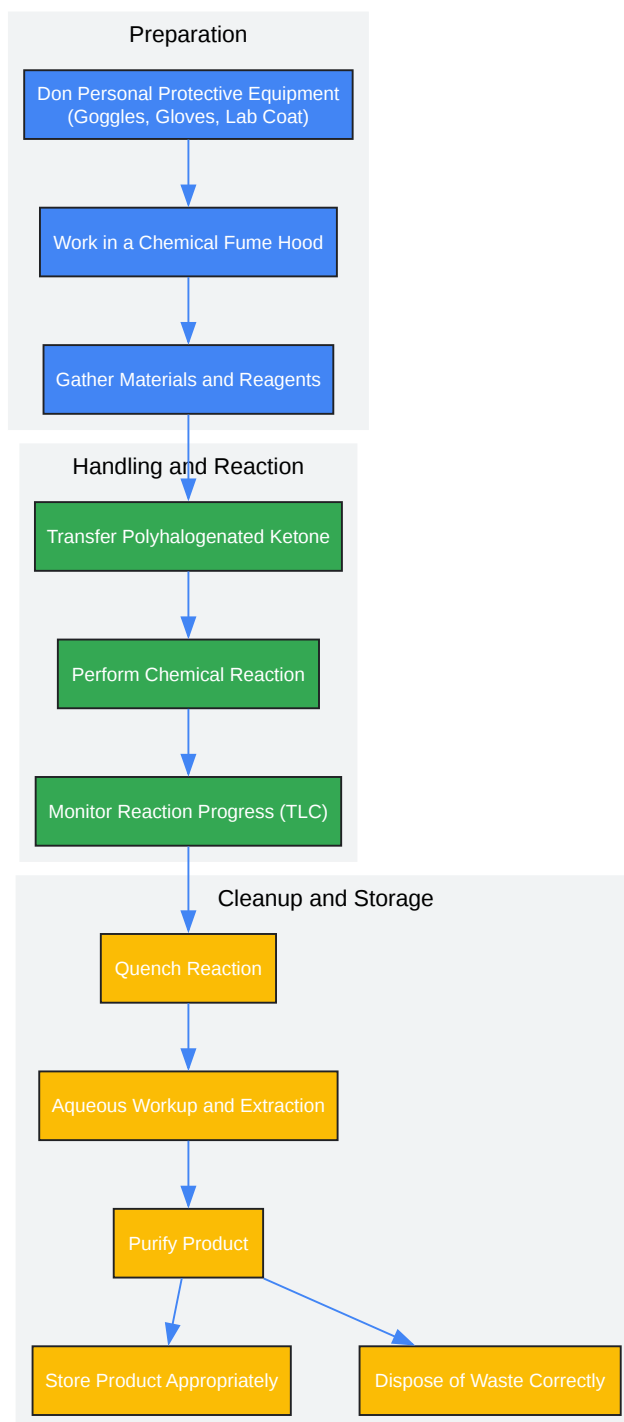 Preparation
Don Personal Protective Equipment
(Goggles, Gloves, Lab Coat)
Work in a Chemical Fume Hood
Gather Materials and Reagents
Handling and Reaction
Transfer Polyhalogenated Ketone
Perform Chemical Reaction
Monitor Reaction Progress (TLC)
Cleanup and Storage
Quench Reaction
Aqueous Workup and Extraction
Purify Product
Store Product Appropriately
Dispose of Waste Correctly